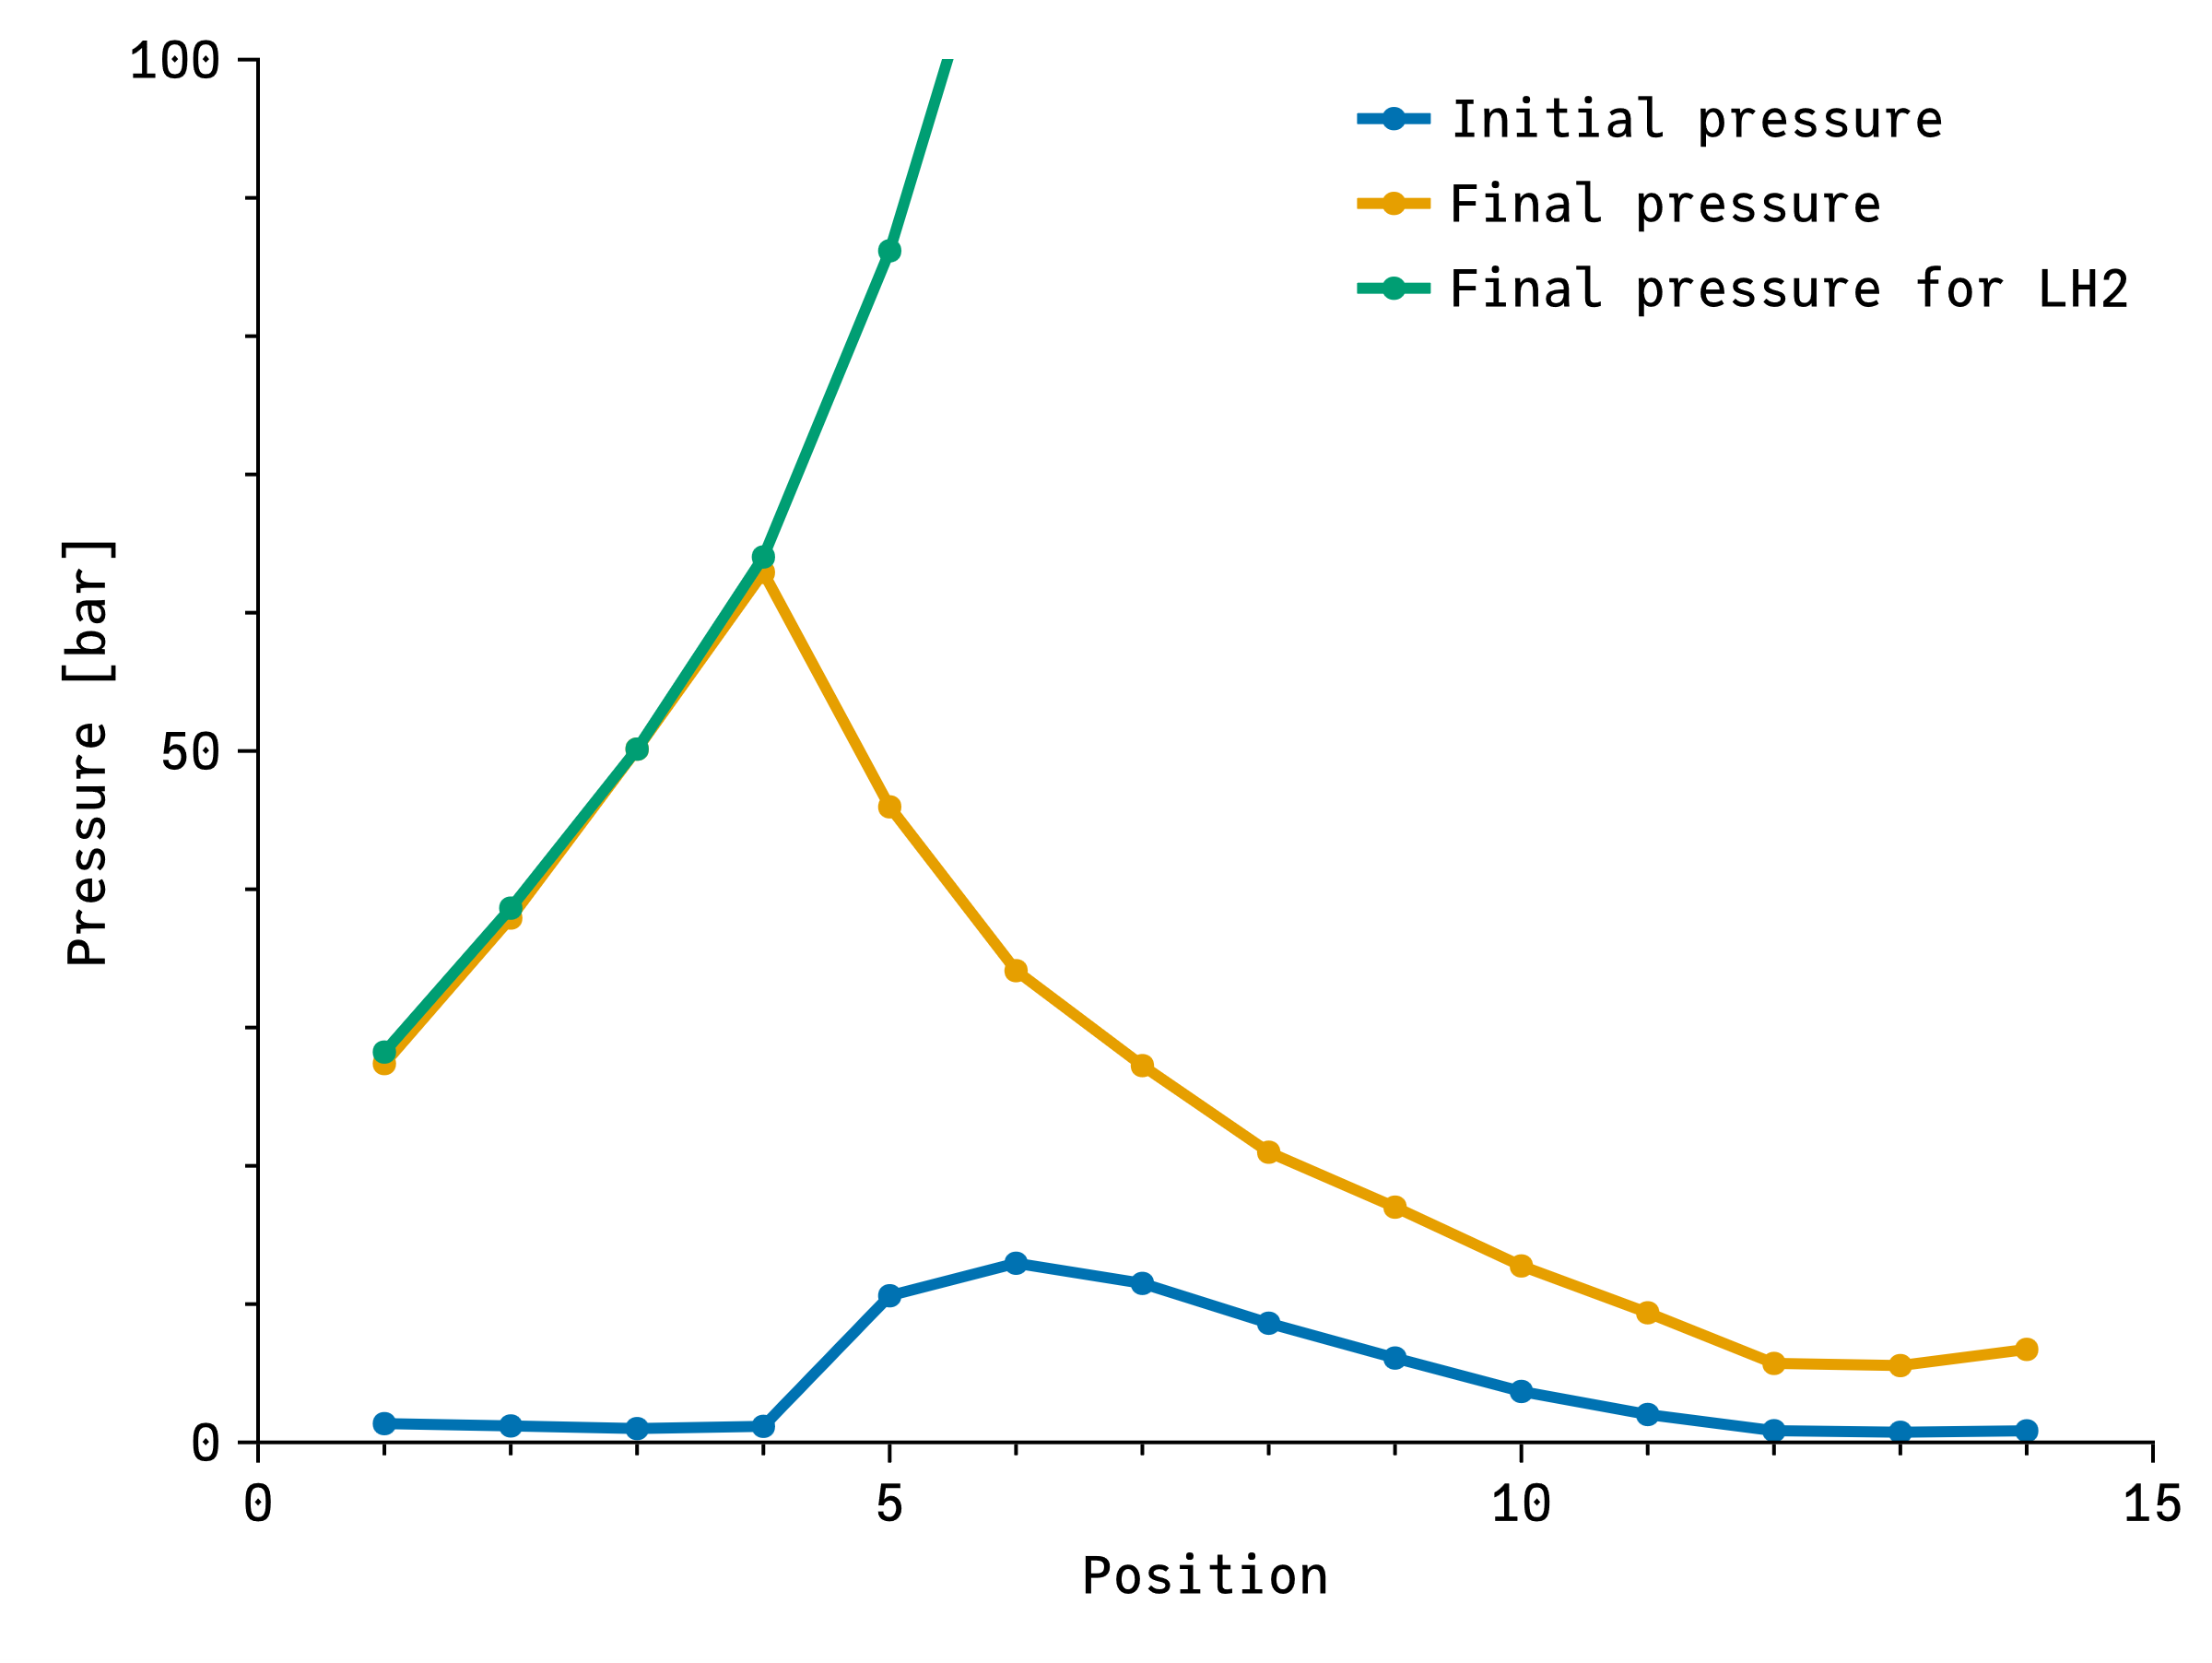 100
Initial pressure
Final pressure
Final pressure for LH2
Pressure [bar]
50
0
0 5 10 15
Position